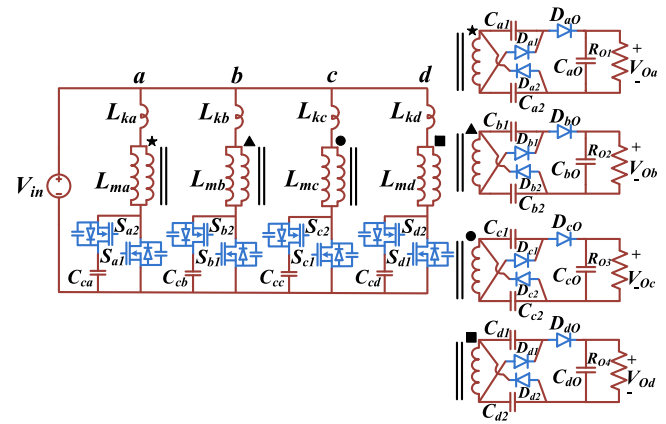 a b c d
L_ka L_kb L_kc L_kd
★ ▲ ● ■
V_in L_ma L_mb L_mc L_md
S_a2 S_b2 S_c2 S_d2
S_a1 S_b1 S_c1 S_d1
C_ca C_cb C_cc C_cd
★ C_a1 D_aO
D_a1 R_O1 +
C_aO V_Oa
D_a2 -
C_a2
▲ C_b1 D_bO
D_b1 R_O2 +
C_bO V_Ob
D_b2 -
C_b2
● C_c1 D_cO
D_c1 R_O3 +
C_cO V_Oc
D_c2 -
C_c2
■ C_d1 D_dO
D_d1 R_O4 +
C_dO V_Od
D_d2 -
C_d2